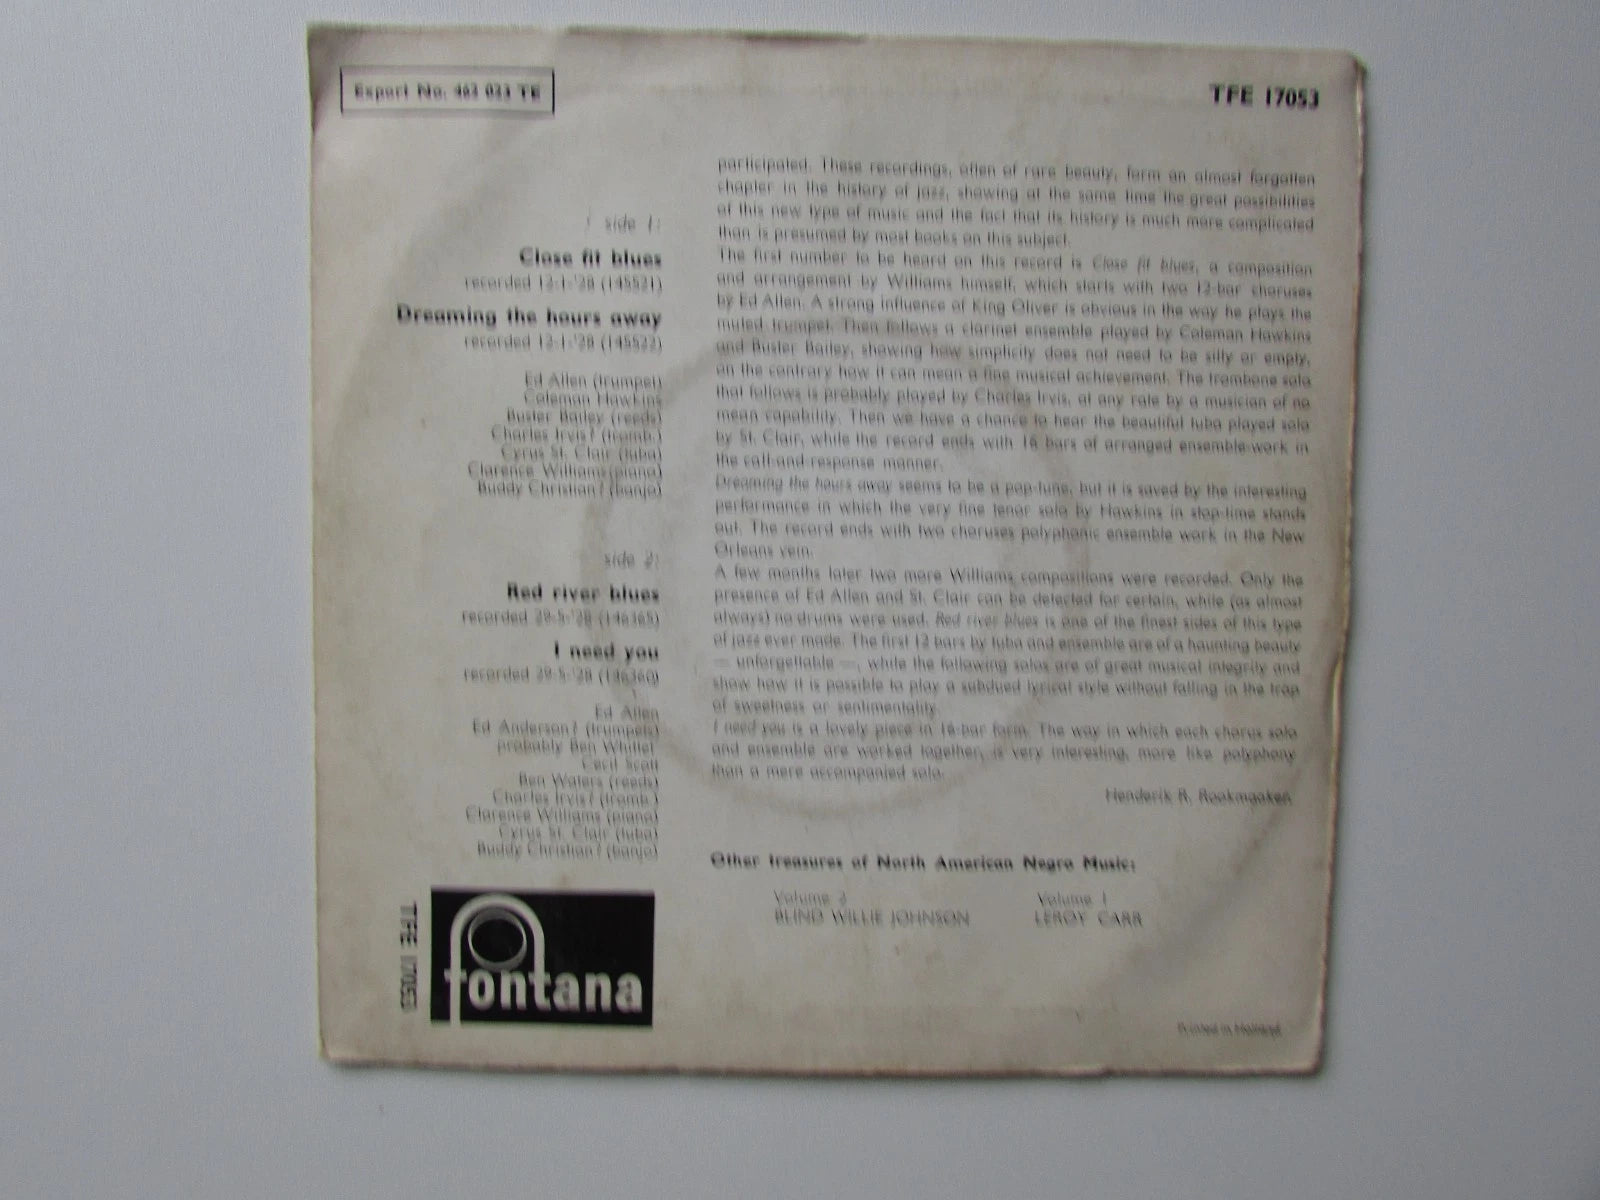 Export No. 463 023 TE
TFE 17053
side 1:
Close fit blues
recorded 12-1-'28 (145521)
Dreaming the hours away
recorded 12-1-'28 (145522)
Ed Allen (trumpet)
Coleman Hawkins
Buster Bailey (reeds)
Charles Irvis? (tromb.)
Cyrus St. Clair (tuba)
Clarence Williams (piano)
Buddy Christian? (banjo)
side 2:
Red river blues
recorded 29-5-'28 (146365)
I need you
recorded 29-5-'28 (146360)
Ed Allen
Ed Anderson? (trumpets)
probably Ben Whittet
Cecil Scott
Ben Waters (reeds)
Charles Irvis? (tromb.)
Clarence Williams (piano)
Cyrus St. Clair (tuba)
Buddy Christian? (banjo)
TFE 17053
fontana
participated. These recordings, often of rare beauty, form an almost forgotten
chapter in the history of jazz, showing at the same time the great possibilities
of this new type of music and the fact that its history is much more complicated
than is presumed by most books on this subject.
The first number to be heard on this record is Close fit blues, a composition
and arrangement by Williams himself, which starts with two 12-bar choruses
by Ed Allen. A strong influence of King Oliver is obvious in the way he plays the
muted trumpet. Then follows a clarinet ensemble played by Coleman Hawkins
and Buster Bailey, showing how simplicity does not need to be silly or empty,
on the contrary how it can mean a fine musical achievement. The trombone solo
that follows is probably played by Charles Irvis, at any rate by a musician of no
mean capability. Then we have a chance to hear the beautiful tuba played solo
by St. Clair, while the record ends with 16 bars of arranged ensemble-work in
the call-and-response manner.
Dreaming the hours away seems to be a pop-tune, but it is saved by the interesting
performance in which the very fine tenor solo by Hawkins in stop-time stands
out. The record ends with two choruses polyphonic ensemble work in the New
Orleans vein.
A few months later two more Williams compositions were recorded. Only the
presence of Ed Allen and St. Clair can be detected for certain, while (as almost
always) no drums were used. Red river blues is one of the finest sides of this type
of jazz ever made. The first 12 bars by tuba and ensemble are of a haunting beauty
— unforgettable —, while the following solos are of great musical integrity and
show how it is possible to play a subdued lyrical style without falling in the trap
of sweetness or sentimentality.
I need you is a lovely piece in 16-bar form. The way in which each chorus solo
and ensemble are worked together, is very interesting, more like polyphony
than a mere accompanied solo.
Henderik R. Rookmaaker
Other treasures of North American Negro Music:
Volume 2
BLIND WILLIE JOHNSON
Volume 1
LEROY CARR
Printed in Holland